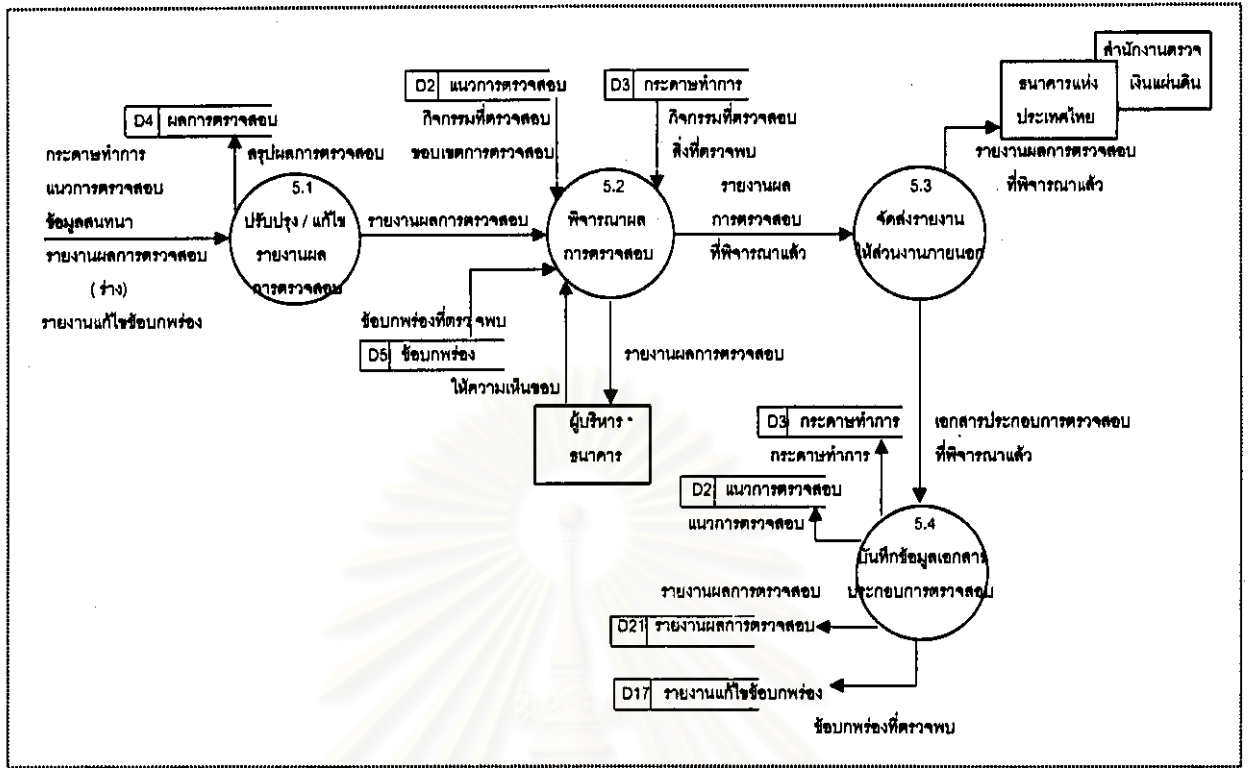 สำนักงานตรวจ
เงินแผ่นดิน
ธนาคารแห่ง
ประเทศไทย
D2 แนวการตรวจสอบ
D3 กระดาษทำการ
D4 ผลการตรวจสอบ
กิจกรรมที่ตรวจสอบ
ขอบเขตการตรวจสอบ
กิจกรรมที่ตรวจสอบ
สิ่งที่ตรวจพบ
กระดาษทำการ
แนวการตรวจสอบ
ข้อมูลสนทนา
รายงานผลการตรวจสอบ
(ร่าง)
รายงานแก้ไขข้อบกพร่อง
สรุปผลการตรวจสอบ
5.1
ปรับปรุง / แก้ไข
รายงานผล
การตรวจสอบ
รายงานผลการตรวจสอบ
5.2
พิจารณาผล
การตรวจสอบ
รายงานผล
การตรวจสอบ
ที่พิจารณาแล้ว
5.3
จัดส่งรายงาน
ให้ส่วนงานภายนอก
รายงานผลการตรวจสอบ
ที่พิจารณาแล้ว
ข้อบกพร่องที่ตรวจพบ
D5 ข้อบกพร่อง
ให้ความเห็นชอบ
รายงานผลการตรวจสอบ
ผู้บริหาร
ธนาคาร
D3 กระดาษทำการ
กระดาษทำการ
เอกสารประกอบการตรวจสอบ
ที่พิจารณาแล้ว
D2 แนวการตรวจสอบ
แนวการตรวจสอบ
5.4
บันทึกข้อมูลเอกสาร
ประกอบการตรวจสอบ
รายงานผลการตรวจสอบ
D21 รายงานผลการตรวจสอบ
D17 รายงานแก้ไขข้อบกพร่อง
ข้อบกพร่องที่ตรวจพบ